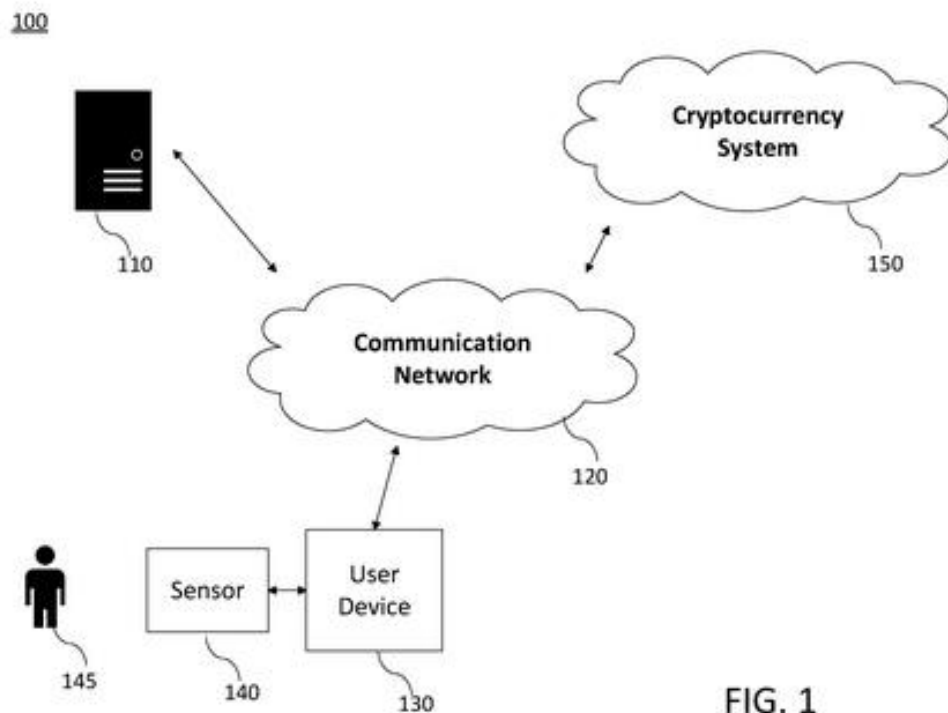 100
Cryptocurrency
System
110
150
Communication
Network
120
Sensor
User
Device
145
140
130
FIG. 1